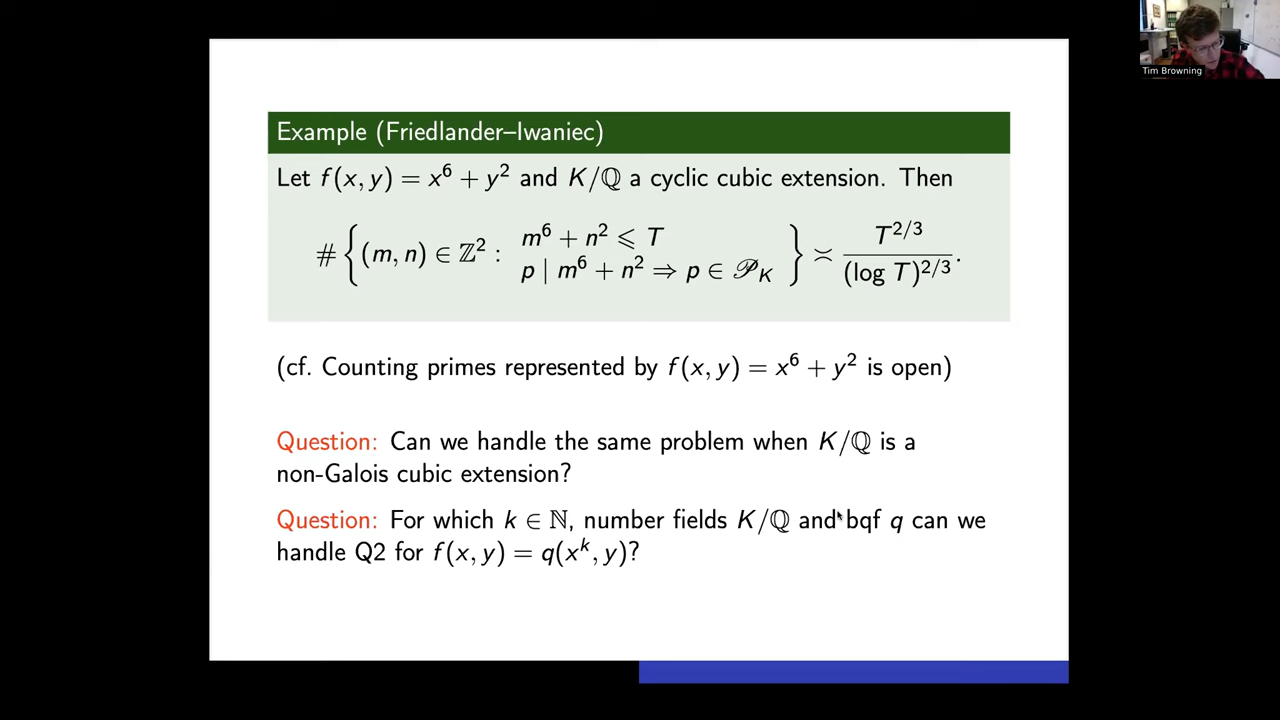 Tim Browning
Example (Friedlander–Iwaniec)
Let f(x, y) = x⁶ + y² and K/ℚ a cyclic cubic extension. Then
# { (m, n) ∈ ℤ² : m⁶ + n² ⩽ T
p | m⁶ + n² ⇒ p ∈ 𝒫_K } ≍ T^{2/3} / (log T)^{2/3}.
(cf. Counting primes represented by f(x, y) = x⁶ + y² is open)
Question: Can we handle the same problem when K/ℚ is a
non-Galois cubic extension?
Question: For which k ∈ ℕ, number fields K/ℚ and bqf q can we
handle Q2 for f(x, y) = q(xᵏ, y)?